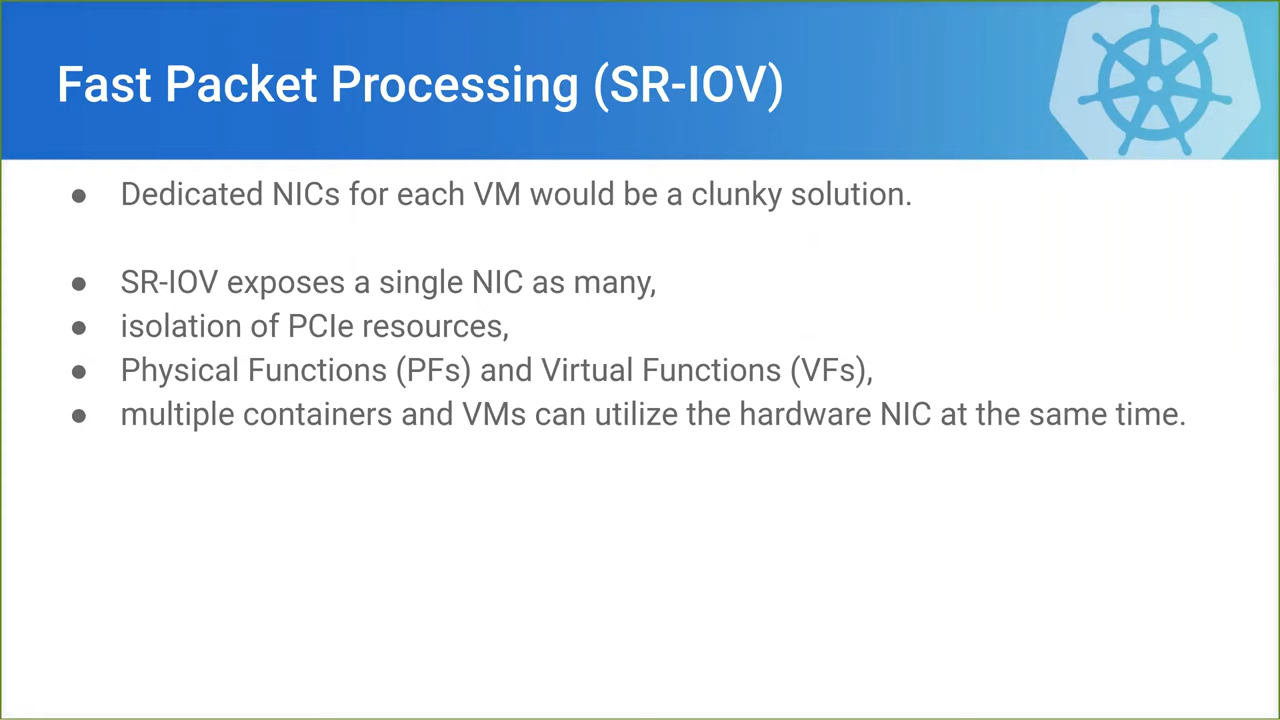 Fast Packet Processing (SR-IOV)
● Dedicated NICs for each VM would be a clunky solution.
● SR-IOV exposes a single NIC as many,
● isolation of PCIe resources,
● Physical Functions (PFs) and Virtual Functions (VFs),
● multiple containers and VMs can utilize the hardware NIC at the same time.